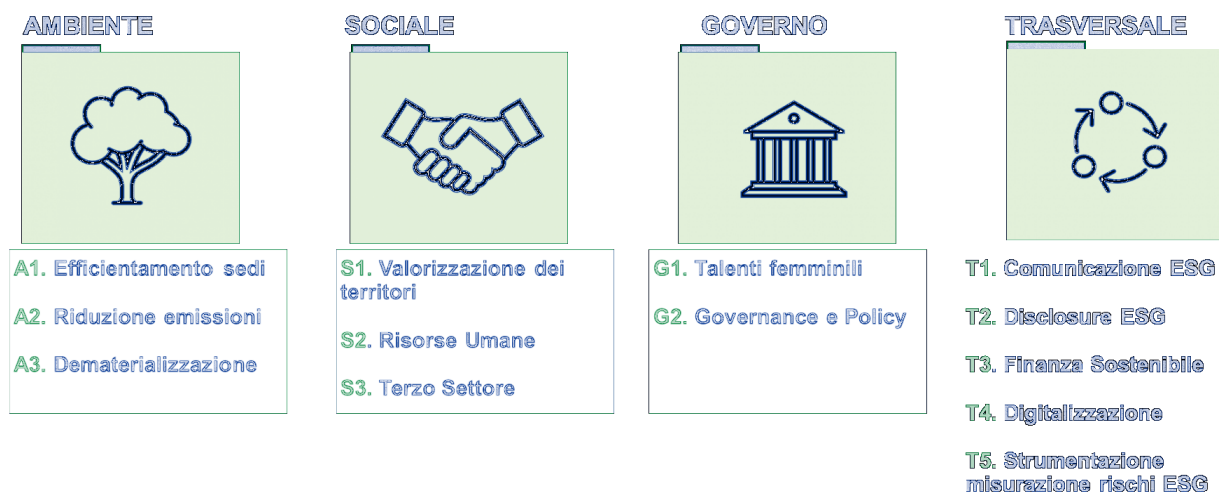 AMBIENTE
A1. Efficientamento sedi
A2. Riduzione emissioni
A3. Dematerializzazione
SOCIALE
S1. Valorizzazione dei
territori
S2. Risorse Umane
S3. Terzo Settore
GOVERNO
G1. Talenti femminili
G2. Governance e Policy
TRASVERSALE
T1. Comunicazione ESG
T2. Disclosure ESG
T3. Finanza Sostenibile
T4. Digitalizzazione
T5. Strumentazione
misurazione rischi ESG